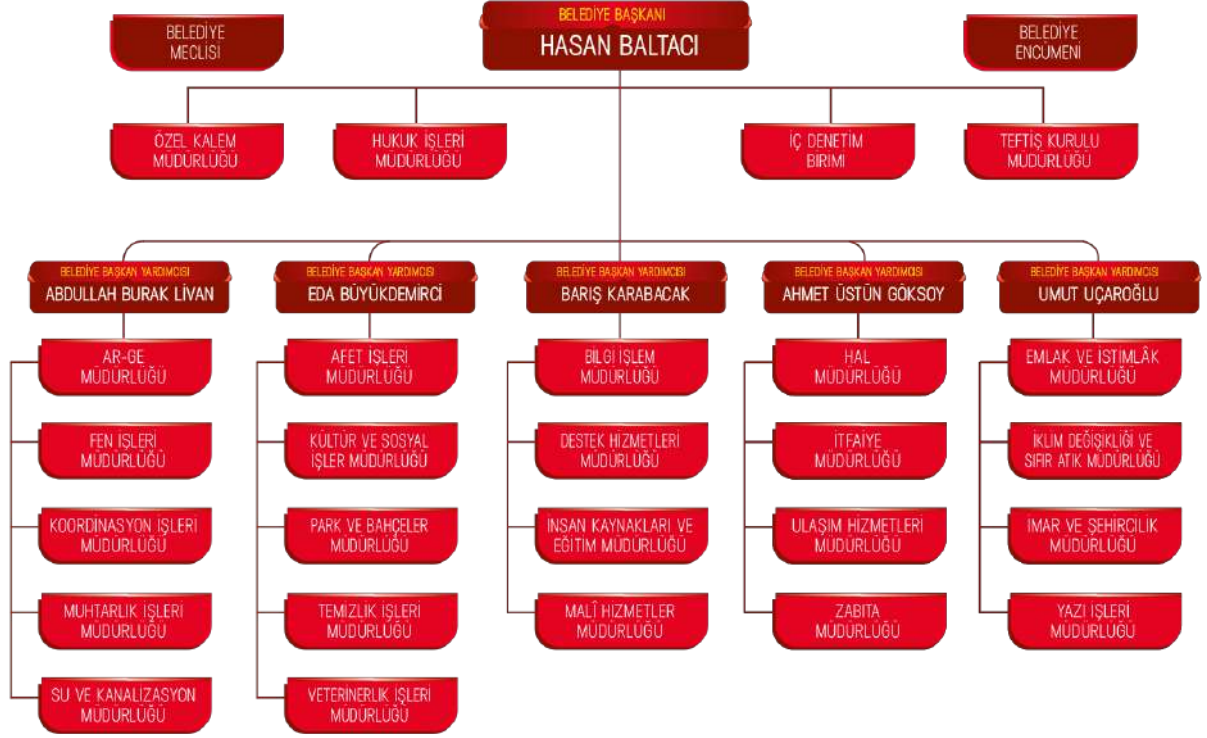 BELEDİYE
MECLİSİ
BELEDİYE BAŞKANI
HASAN BALTACI
BELEDİYE
ENCÜMENİ
ÖZEL KALEM
MÜDÜRLÜĞÜ
HUKUK İŞLERİ
MÜDÜRLÜĞÜ
İÇ DENETİM
BİRİMİ
TEFTİŞ KURULU
MÜDÜRLÜĞÜ
BELEDİYE BAŞKAN YARDIMCISI
ABDULLAH BURAK LİVAN
AR-GE
MÜDÜRLÜĞÜ
FEN İŞLERİ
MÜDÜRLÜĞÜ
KOORDİNASYON İŞLERİ
MÜDÜRLÜĞÜ
MUHTARLIK İŞLERİ
MÜDÜRLÜĞÜ
SU VE KANALİZASYON
MÜDÜRLÜĞÜ
BELEDİYE BAŞKAN YARDIMCISI
EDA BÜYÜKDEMİRCİ
AFET İŞLERİ
MÜDÜRLÜĞÜ
KÜLTÜR VE SOSYAL
İŞLER MÜDÜRLÜĞÜ
PARK VE BAHÇELER
MÜDÜRLÜĞÜ
TEMİZLİK İŞLERİ
MÜDÜRLÜĞÜ
VETERİNERLİK İŞLERİ
MÜDÜRLÜĞÜ
BELEDİYE BAŞKAN YARDIMCISI
BARIŞ KARABACAK
BİLGİ İŞLEM
MÜDÜRLÜĞÜ
DESTEK HİZMETLERİ
MÜDÜRLÜĞÜ
İNSAN KAYNAKLARI VE
EĞİTİM MÜDÜRLÜĞÜ
MALÎ HİZMETLER
MÜDÜRLÜĞÜ
BELEDİYE BAŞKAN YARDIMCISI
AHMET ÜSTÜN GÖKSOY
HAL
MÜDÜRLÜĞÜ
İTFAİYE
MÜDÜRLÜĞÜ
ULAŞIM HİZMETLERİ
MÜDÜRLÜĞÜ
ZABITA
MÜDÜRLÜĞÜ
BELEDİYE BAŞKAN YARDIMCISI
UMUT UÇAROĞLU
EMLAK VE İSTİMLÂK
MÜDÜRLÜĞÜ
İKLİM DEĞİŞİKLİĞİ VE
SIFIR ATIK MÜDÜRLÜĞÜ
İMAR VE ŞEHİRCİLİK
MÜDÜRLÜĞÜ
YAZI İŞLERİ
MÜDÜRLÜĞÜ